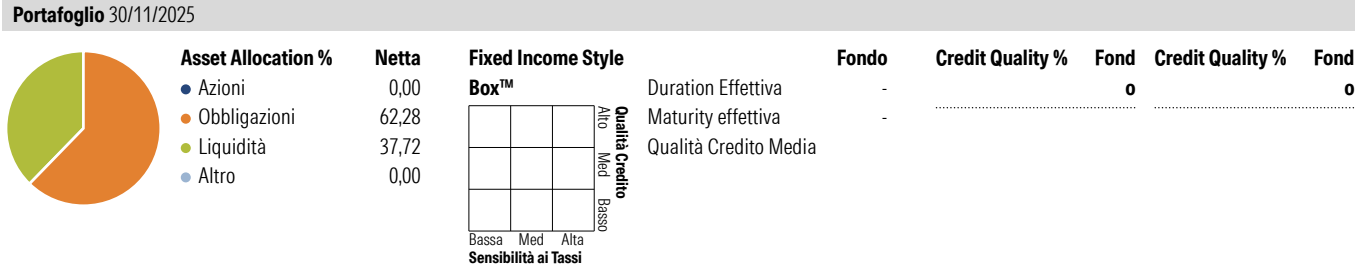 Portafoglio 30/11/2025
Asset Allocation % Netta
Azioni 0,00
Obbligazioni 62,28
Liquidità 37,72
Altro 0,00
Fixed Income Style
Box™
Alto Med Basso
Qualità Credito
Bassa Med Alta
Sensibilità ai Tassi
Fondo
Duration Effettiva -
Maturity effettiva -
Qualità Credito Media
Credit Quality % Fond
o
Credit Quality % Fond
o